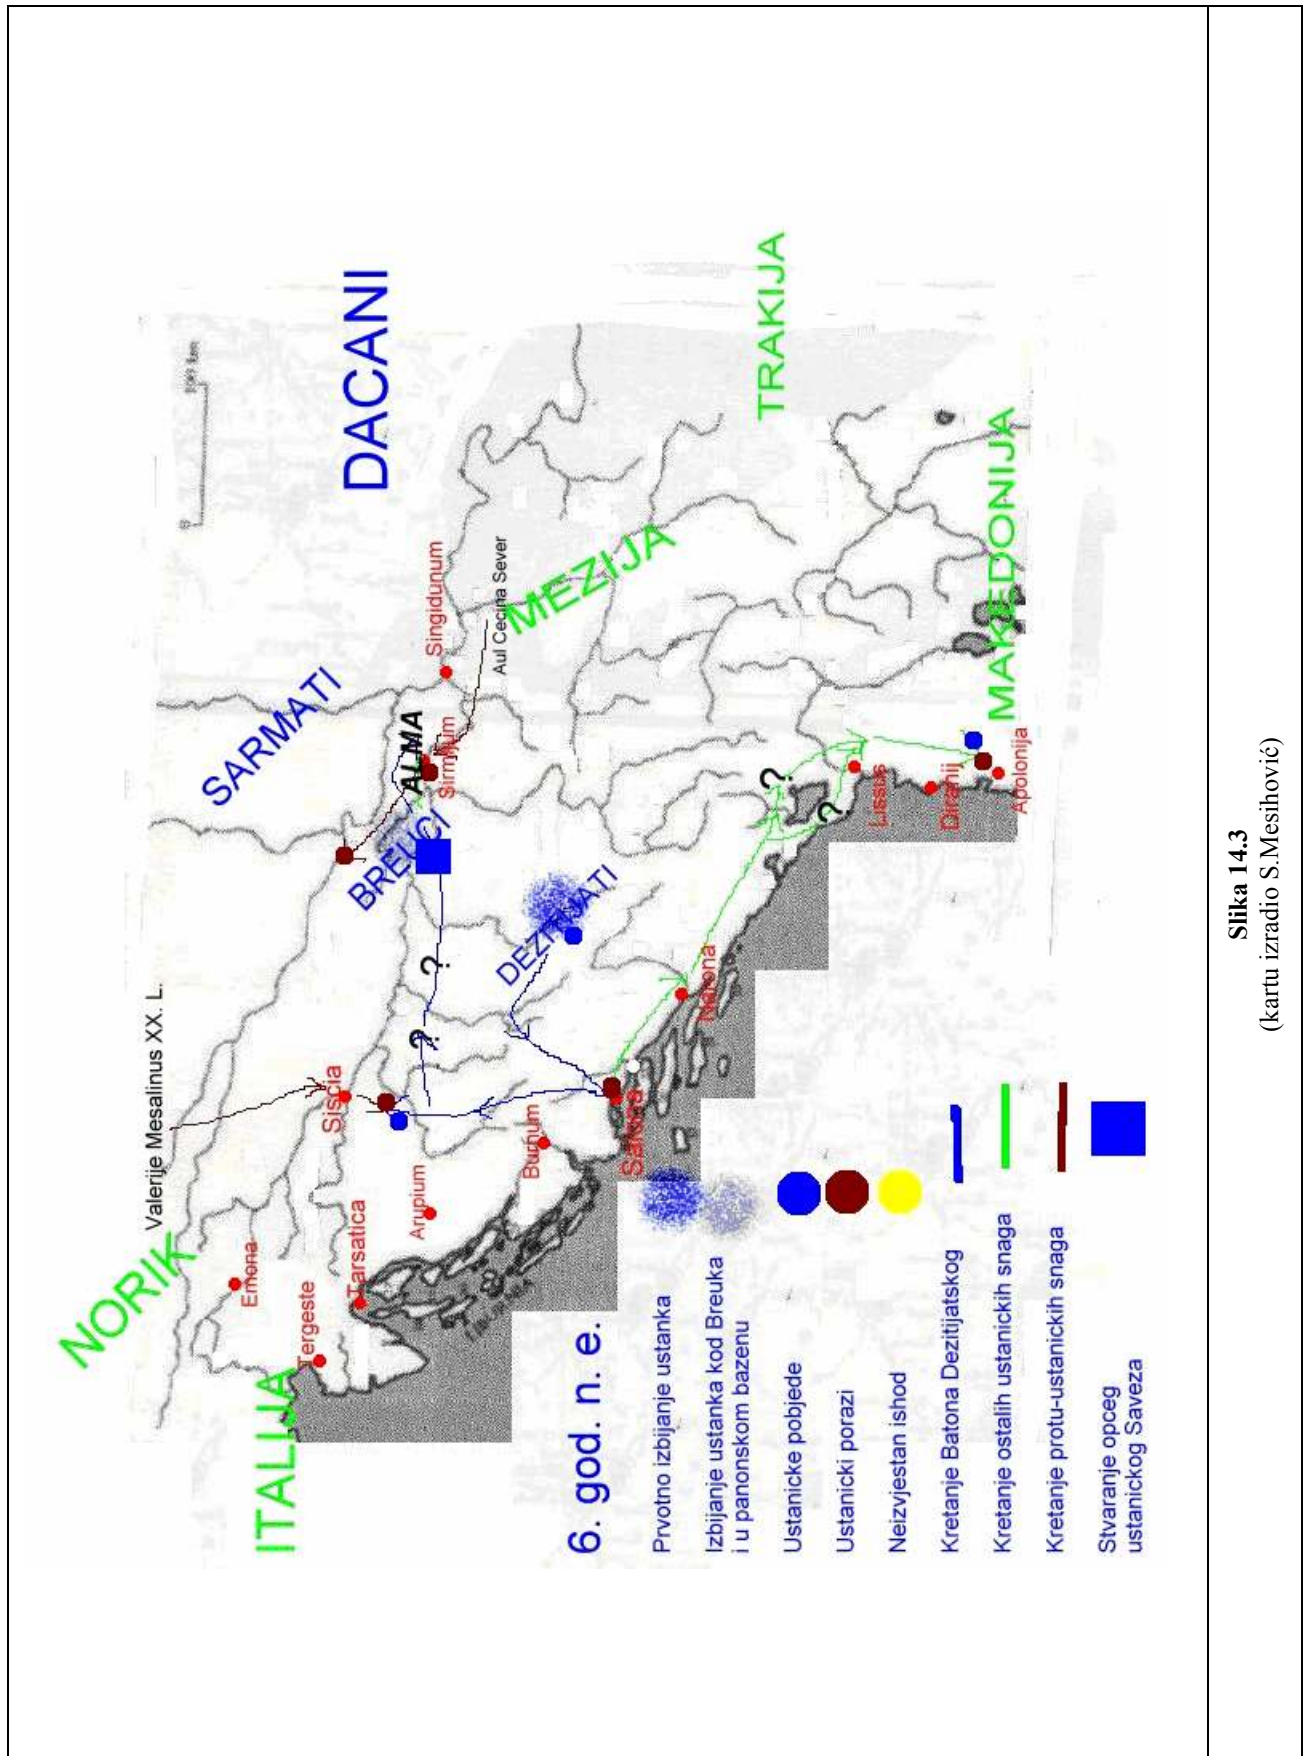 NORIK
Valerije Mesalinus XX. L.
SARMATI
DACANI
ITALIJA
Emona
Tergeste
Tarsatica
Siscia
Arupium
Burnum
BREUCI
ALMA
Sirmijum
Singidunum
Aul Cecina Sever
MEZIJA
TRAKIJA
?
?
DEZITIJATI
Salona
Narona
?
?
Lissus
Apolonija
MAKEDONIJA
6. god. n. e.
Prvotno izbijanje ustanka
Izbijanje ustanka kod Breuka
i u panonskom bazenu
Ustanicke pobjede
Ustanicki porazi
Neizvjestan ishod
Kretanje Batona Dezitijatskog
Kretanje ostalih ustanickih snaga
Kretanje protu-ustanickih snaga
Stvaranje opceg
ustanickog Saveza
Slika 14.3
(kartu izradio S.Mesihović)